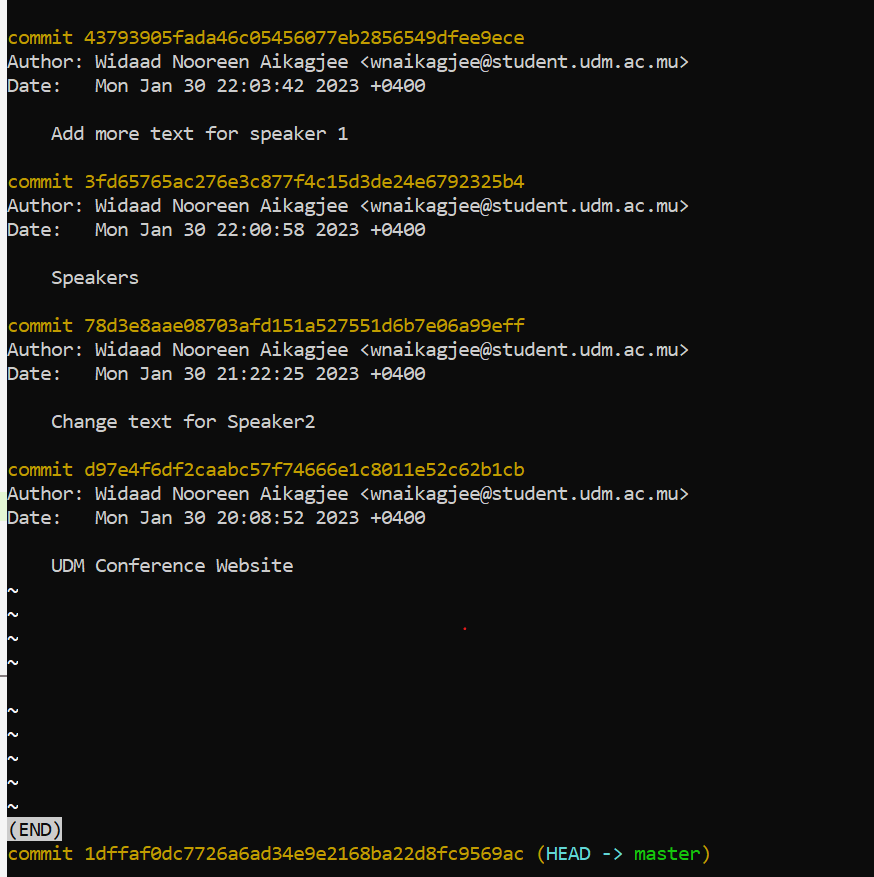 commit 43793905fada46c05456077eb2856549dfee9ece
Author: Widaad Nooreen Aikagjee <wnaikagjee@student.udm.ac.mu>
Date:   Mon Jan 30 22:03:42 2023 +0400
    Add more text for speaker 1
commit 3fd65765ac276e3c877f4c15d3de24e6792325b4
Author: Widaad Nooreen Aikagjee <wnaikagjee@student.udm.ac.mu>
Date:   Mon Jan 30 22:00:58 2023 +0400
    Speakers
commit 78d3e8aae08703afd151a527551d6b7e06a99eff
Author: Widaad Nooreen Aikagjee <wnaikagjee@student.udm.ac.mu>
Date:   Mon Jan 30 21:22:25 2023 +0400
    Change text for Speaker2
commit d97e4f6df2caabc57f74666e1c8011e52c62b1cb
Author: Widaad Nooreen Aikagjee <wnaikagjee@student.udm.ac.mu>
Date:   Mon Jan 30 20:08:52 2023 +0400
    UDM Conference Website
~
~
~
~
~
~
~
~
~
(END)
commit 1dffaf0dc7726a6ad34e9e2168ba22d8fc9569ac (HEAD -> master)